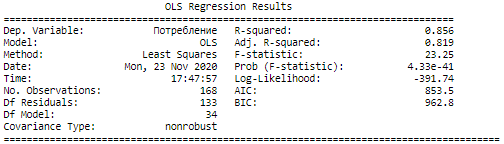 OLS Regression Results
==============================================================================
Dep. Variable: Потребление R-squared: 0.856
Model: OLS Adj. R-squared: 0.819
Method: Least Squares F-statistic: 23.25
Date: Mon, 23 Nov 2020 Prob (F-statistic): 4.33e-41
Time: 17:47:57 Log-Likelihood: -391.74
No. Observations: 168 AIC: 853.5
Df Residuals: 133 BIC: 962.8
Df Model: 34
Covariance Type: nonrobust
==============================================================================